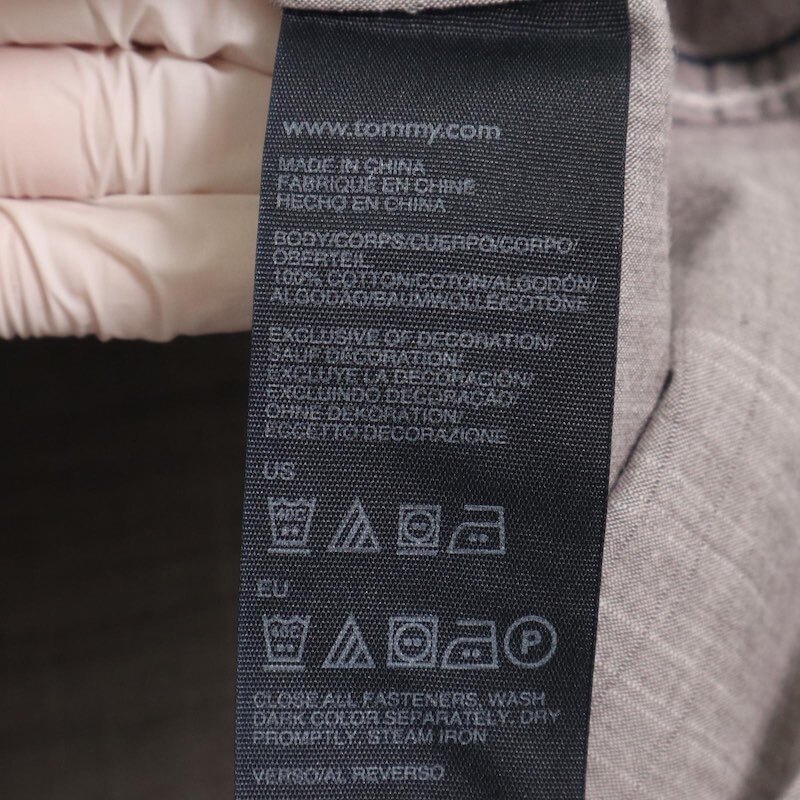 www.tommy.com
MADE IN CHINA
FABRIQUÉ EN CHINE
HECHO EN CHINA
BODY/CORPS/CUERPO/CORPO/
OBERTEIL
100% COTTON/COTON/ALGODÓN/
ALGODÃO/BAUMWOLLE/COTONE
EXCLUSIVE OF DECORATION/
SAUF DECORATION/
EXCLUYE LA DECORACIÓN/
EXCLUINDO DECORAÇÃO/
OHNE DEKORATION/
ECCETTO DECORAZIONE
US
EU
P
CLOSE ALL FASTENERS, WASH
DARK COLOR SEPARATELY, DRY
PROMPTLY, STEAM IRON
VERSO/AL REVERSO